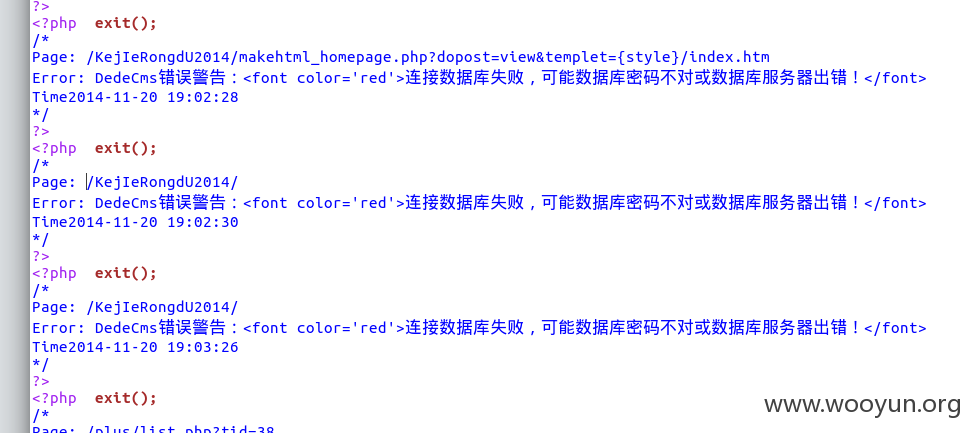 ?>
<?php  exit();
/*
Page: /KejIeRongdU2014/makehtml_homepage.php?dopost=view&templet={style}/index.htm
Error: DedeCms错误警告：<font color='red'>连接数据库失败，可能数据库密码不对或数据库服务器出错！</font>
Time2014-11-20 19:02:28
*/
?>
<?php  exit();
/*
Page: /KejIeRongdU2014/
Error: DedeCms错误警告：<font color='red'>连接数据库失败，可能数据库密码不对或数据库服务器出错！</font>
Time2014-11-20 19:02:30
*/
?>
<?php  exit();
/*
Page: /KejIeRongdU2014/
Error: DedeCms错误警告：<font color='red'>连接数据库失败，可能数据库密码不对或数据库服务器出错！</font>
Time2014-11-20 19:03:26
*/
?>
<?php  exit();
/*
Page: /plus/list.php?tid=38
www.wooyun.org